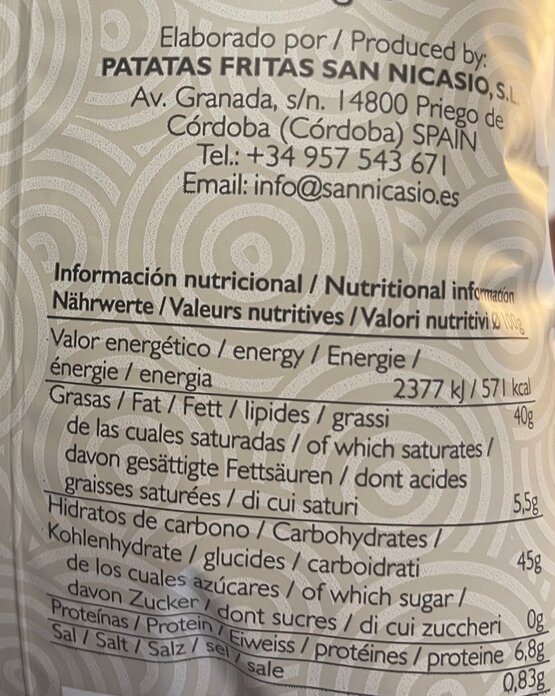 Elaborado por / Produced by:
PATATAS FRITAS SAN NICASIO, S.L.
Av. Granada, s/n. 14800 Priego de
Córdoba (Córdoba) SPAIN
Tel.: +34 957 543 671
Email: info@sannicasio.es
Información nutricional / Nutritional information
Nährwerte / Valeurs nutritives / Valori nutritivi Ø 100g
Valor energético / energy / Energie /
énergie / energia 2377 kJ / 571 kcal
Grasas / Fat / Fett / lipides / grassi 40g
de las cuales saturadas / of which saturates /
davon gesättigte Fettsäuren / dont acides
graisses saturées / di cui saturi 5,5g
Hidratos de carbono / Carbohydrates /
Kohlenhydrate / glucides / carboidrati 45g
de los cuales azúcares / of which sugar /
davon Zucker / dont sucres / di cui zuccheri 0g
Proteínas / Protein / Eiweiss / protéines / proteine 6,8g
Sal / Salt / Salz / sel / sale 0,83g